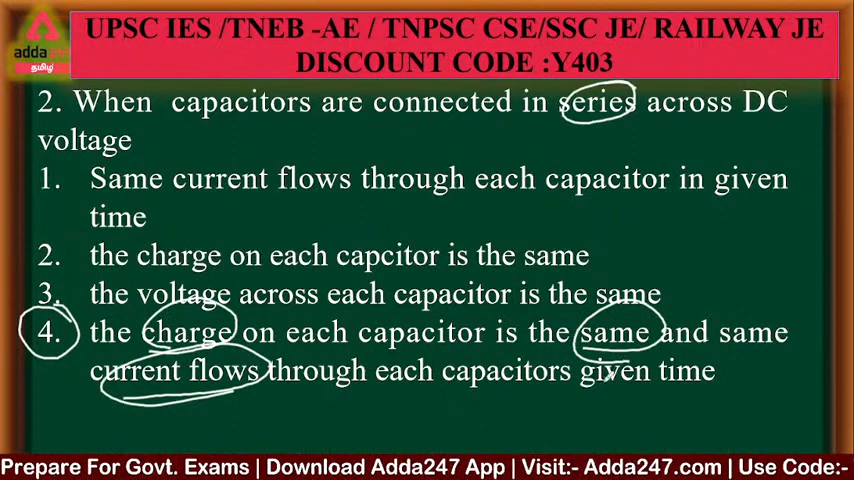 UPSC IES /TNEB -AE / TNPSC CSE/SSC JE/ RAILWAY JE
DISCOUNT CODE :Y403
adda247
தமிழ்
2. When capacitors are connected in series across DC
voltage
1. Same current flows through each capacitor in given
time
2. the charge on each capcitor is the same
3. the voltage across each capacitor is the same
4. the charge on each capacitor is the same and same
current flows through each capacitors given time
Prepare For Govt. Exams | Download Adda247 App | Visit:- Adda247.com | Use Code:-